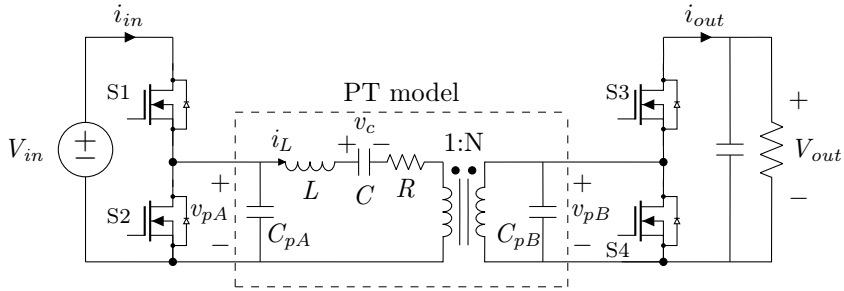 i_in
i_out
S1
S3
PT model
v_c
+ −
+
i_L
1:N
V_in
+
−
L
C
R
V_out
S2
v_pA
+
−
C_pA
C_pB
+
v_pB
−
S4
−